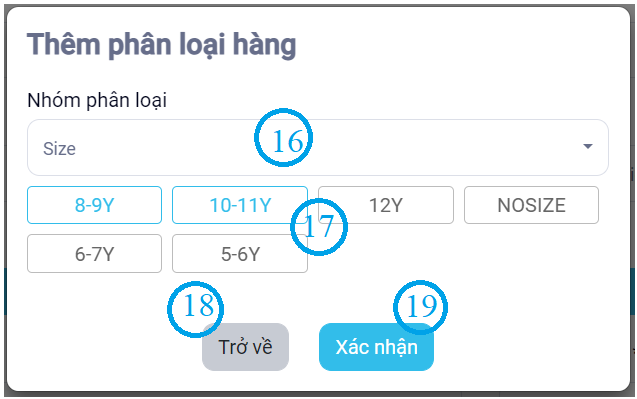 Thêm phân loại hàng
Nhóm phân loại
Size
16
8-9Y 10-11Y 12Y NOSIZE
17
6-7Y 5-6Y
18 19
Trở về Xác nhận